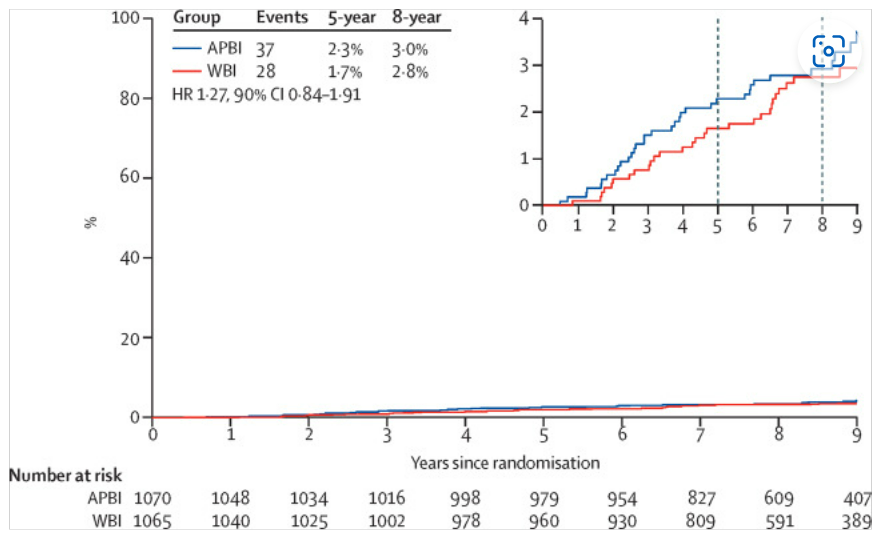 Group Events 5-year 8-year
APBI 37 2·3% 3·0%
WBI 28 1·7% 2·8%
HR 1·27, 90% CI 0·84–1·91
100
80
60
40
20
0
%
0 1 2 3 4 5 6 7 8 9
4
3
2
1
0
0 1 2 3 4 5 6 7 8 9
Years since randomisation
Number at risk
APBI 1070 1048 1034 1016 998 979 954 827 609 407
WBI 1065 1040 1025 1002 978 960 930 809 591 389